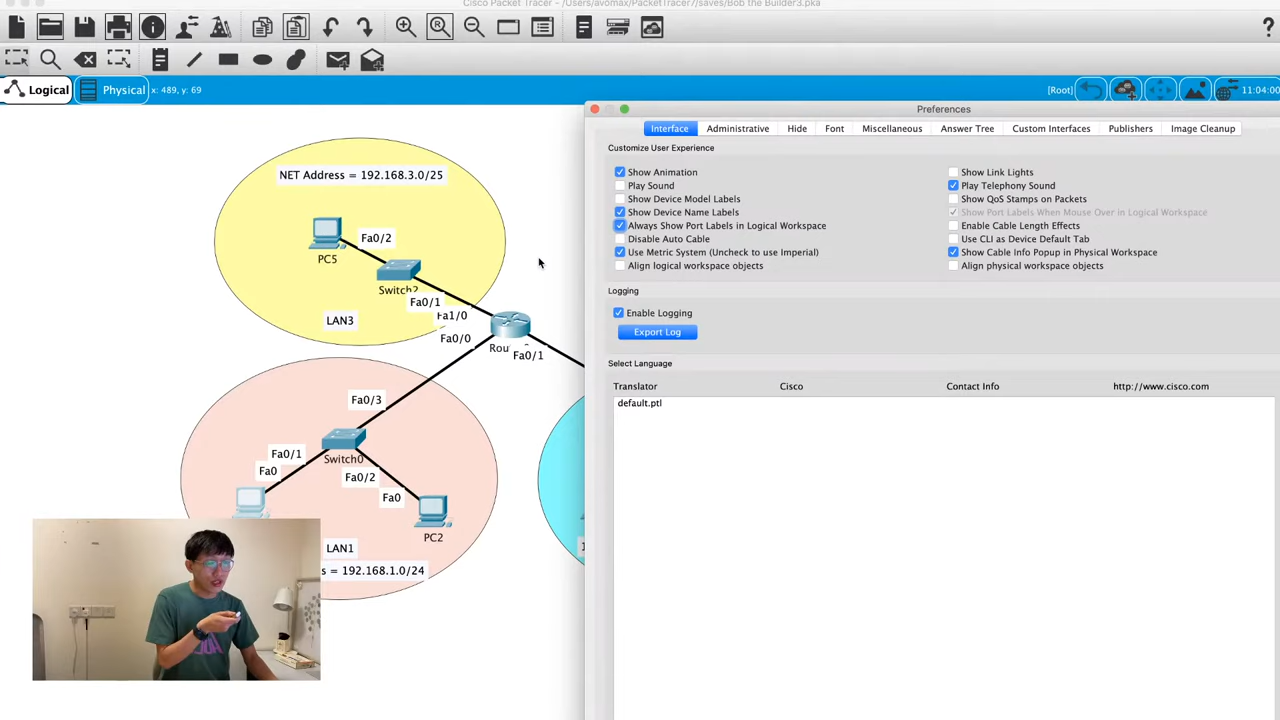 Cisco Packet Tracer - /Users/avomax/PacketTracer7/saves/Bob the Builder3.pka
Logical
Physical
x: 489, y: 69
[Root]
11:04:00
NET Address = 192.168.3.0/25
Fa0/2
PC5
Switch2
Fa0/1
LAN3
Fa1/0
Fa0/0
Rou
Fa0/1
Fa0/3
Fa0/1
Switch0
Fa0
Fa0/2
Fa0
PC2
LAN1
s = 192.168.1.0/24
Preferences
Interface
Administrative
Hide
Font
Miscellaneous
Answer Tree
Custom Interfaces
Publishers
Image Cleanup
Customize User Experience
Show Animation
Play Sound
Show Device Model Labels
Show Device Name Labels
Always Show Port Labels in Logical Workspace
Disable Auto Cable
Use Metric System (Uncheck to use Imperial)
Align logical workspace objects
Show Link Lights
Play Telephony Sound
Show QoS Stamps on Packets
Show Port Labels When Mouse Over in Logical Workspace
Enable Cable Length Effects
Use CLI as Device Default Tab
Show Cable Info Popup in Physical Workspace
Align physical workspace objects
Logging
Enable Logging
Export Log
Select Language
Translator
Cisco
Contact Info
http://www.cisco.com
default.ptl